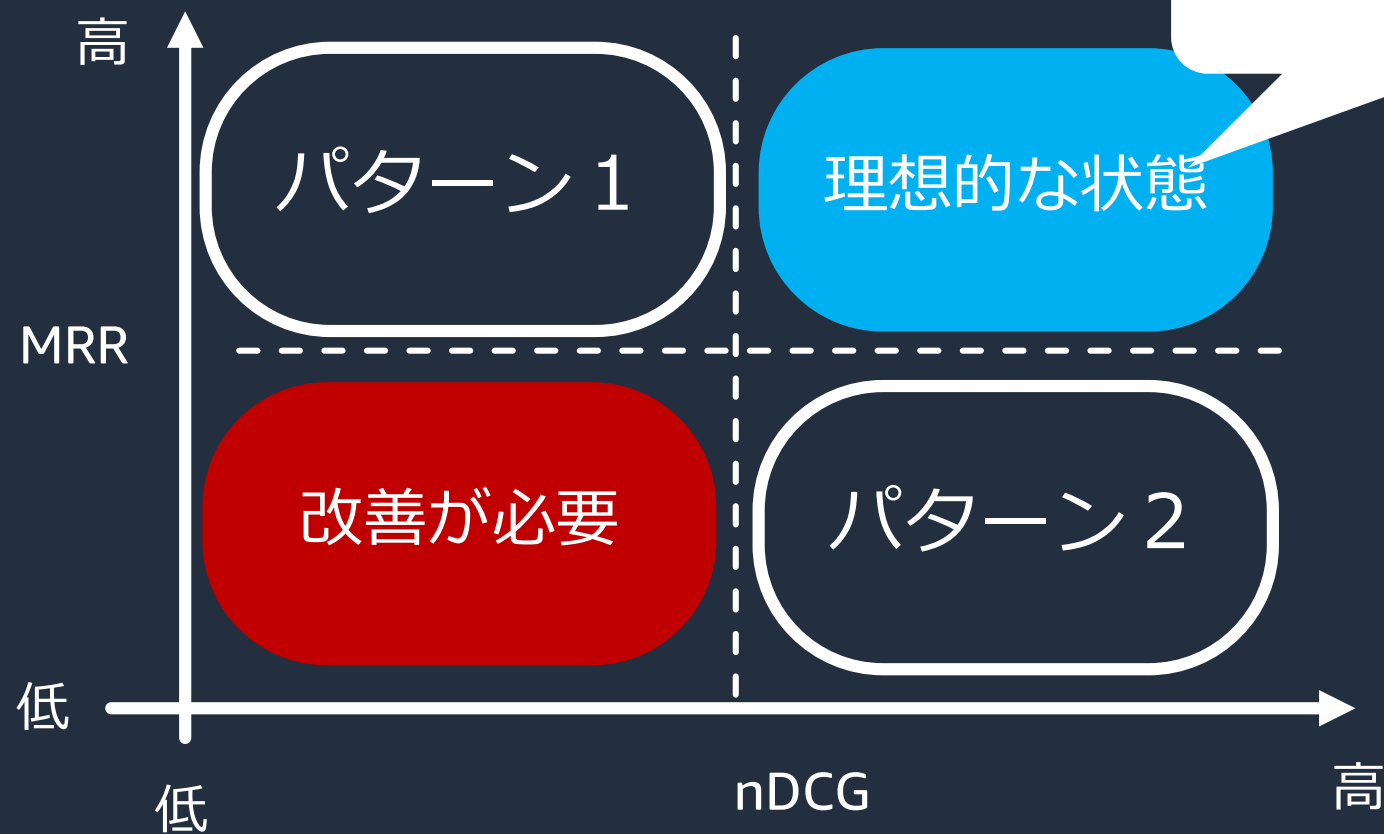 高
パターン１
理想的な状態
MRR
改善が必要
パターン２
低
nDCG
高
低